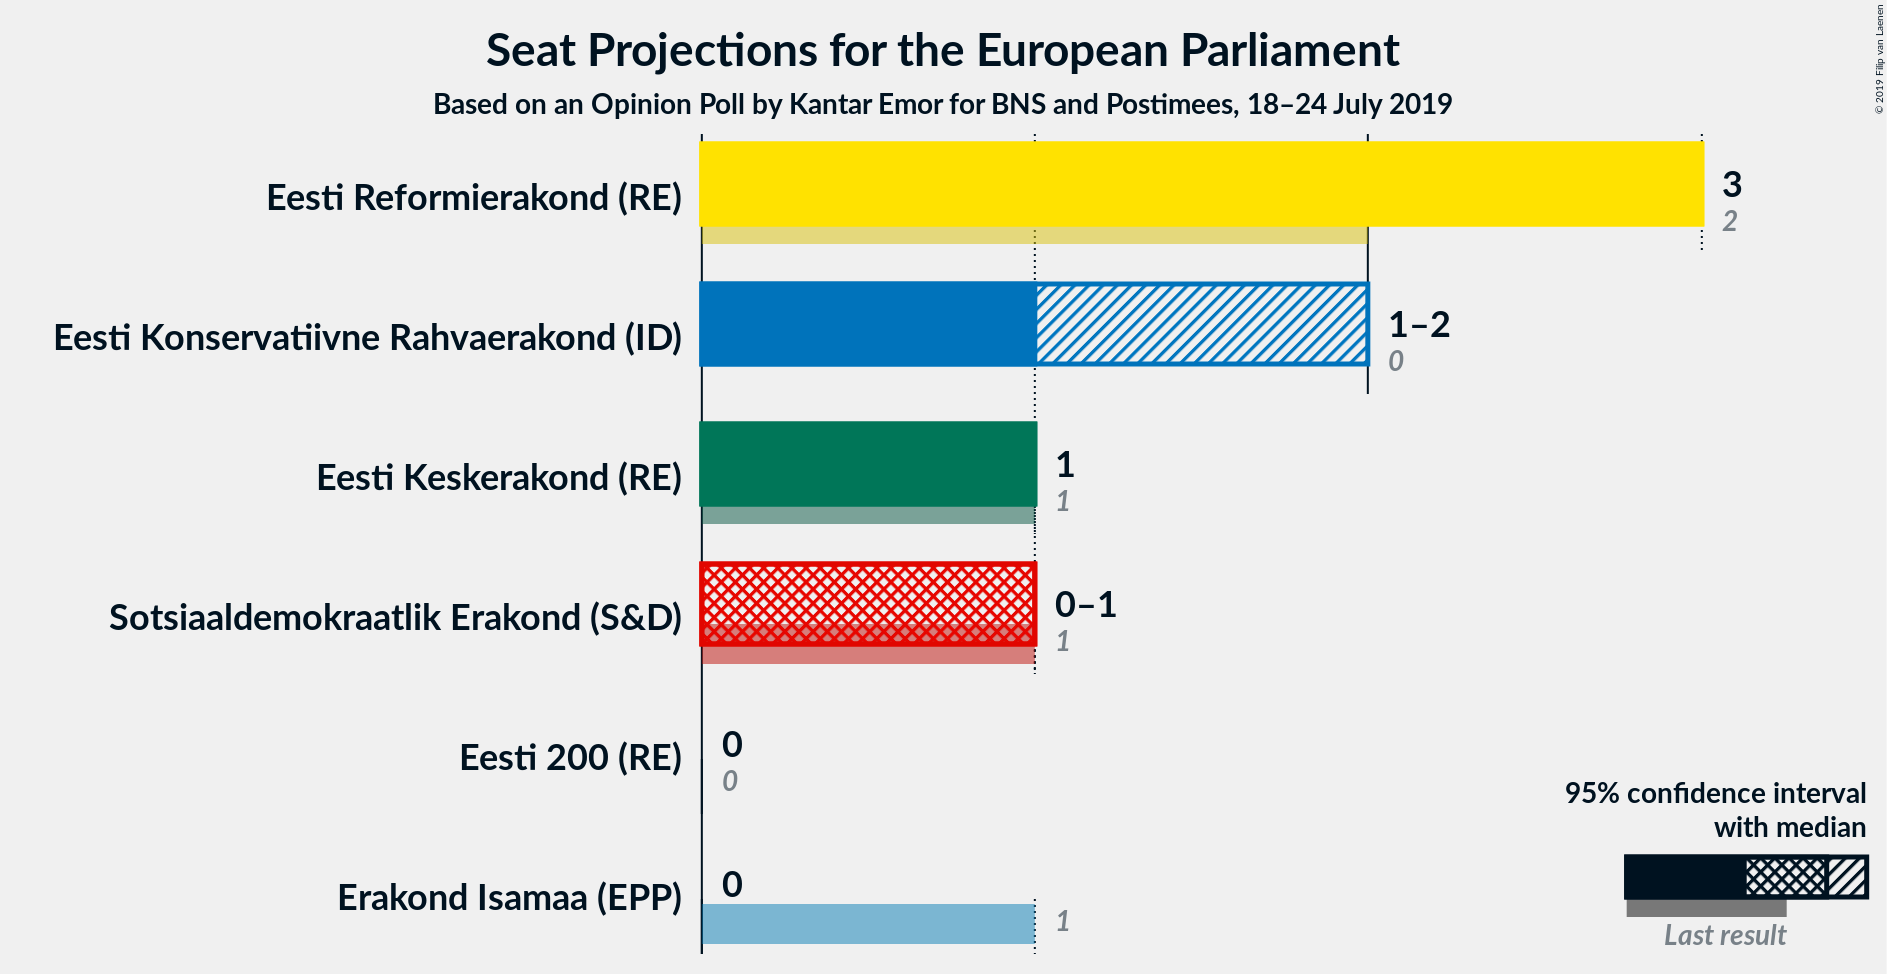 Seat Projections for the European Parliament
Based on an Opinion Poll by Kantar Emor for BNS and Postimees, 18–24 July 2019
© 2019 Filip van Laenen
Eesti Reformierakond (RE)
3
2
Eesti Konservatiivne Rahvaerakond (ID)
1–2
0
Eesti Keskerakond (RE)
1
1
Sotsiaaldemokraatlik Erakond (S&D)
0–1
1
Eesti 200 (RE)
0
0
Erakond Isamaa (EPP)
0
1
95% confidence interval
with median
Last result